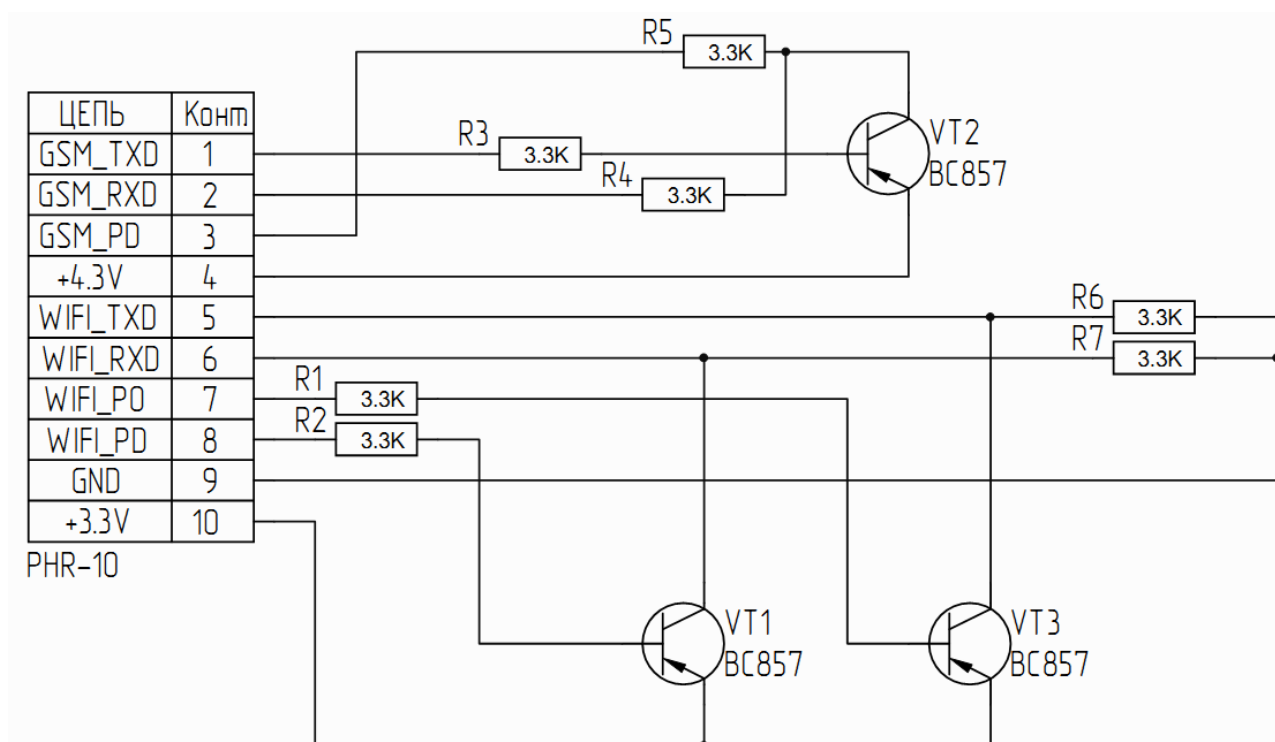 R5 3.3K
ЦЕПЬ Конт
GSM_TXD 1
R3 3.3K
VT2
BC857
GSM_RXD 2
R4 3.3K
GSM_PD 3
+4.3V 4
WIFI_TXD 5
R6 3.3K
WIFI_RXD 6
R7 3.3K
WIFI_PO 7
R1 3.3K
WIFI_PD 8
R2 3.3K
GND 9
+3.3V 10
PHR-10
VT1
BC857
VT3
BC857